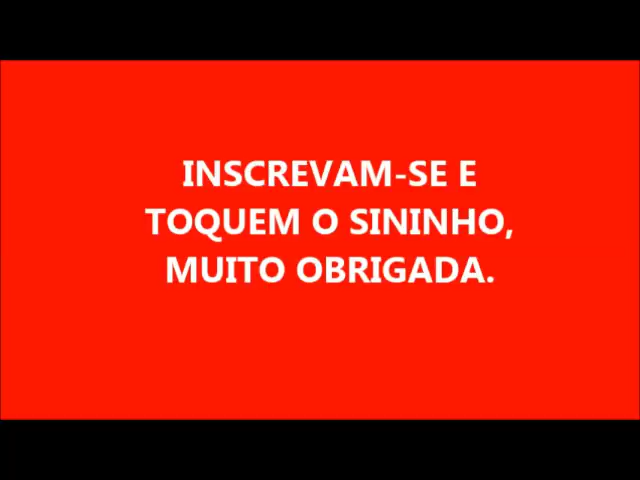 INSCREVAM-SE E
TOQUEM O SININHO,
MUITO OBRIGADA.